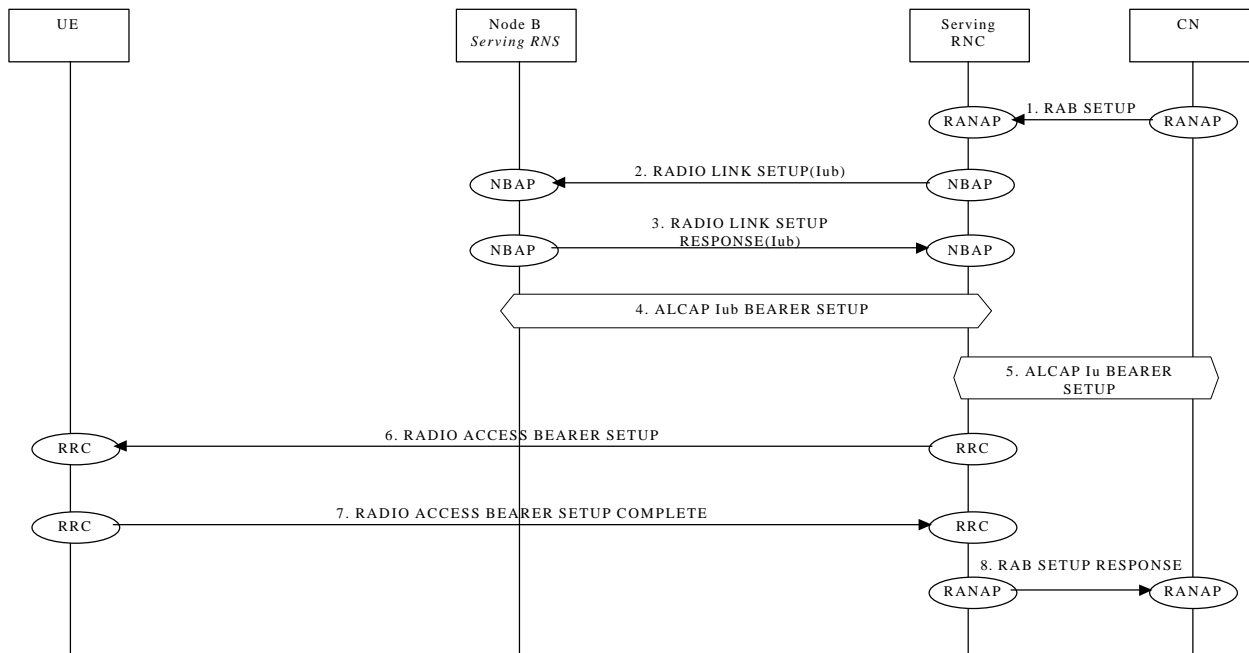 UE
Node B
Serving RNS
Serving
RNC
CN
1. RAB SETUP
RANAP
RANAP
2. RADIO LINK SETUP(Iub)
NBAP
NBAP
3. RADIO LINK SETUP
RESPONSE(Iub)
NBAP
NBAP
4. ALCAP Iub BEARER SETUP
5. ALCAP Iu BEARER
SETUP
6. RADIO ACCESS BEARER SETUP
RRC
RRC
7. RADIO ACCESS BEARER SETUP COMPLETE
RRC
RRC
8. RAB SETUP RESPONSE
RANAP
RANAP